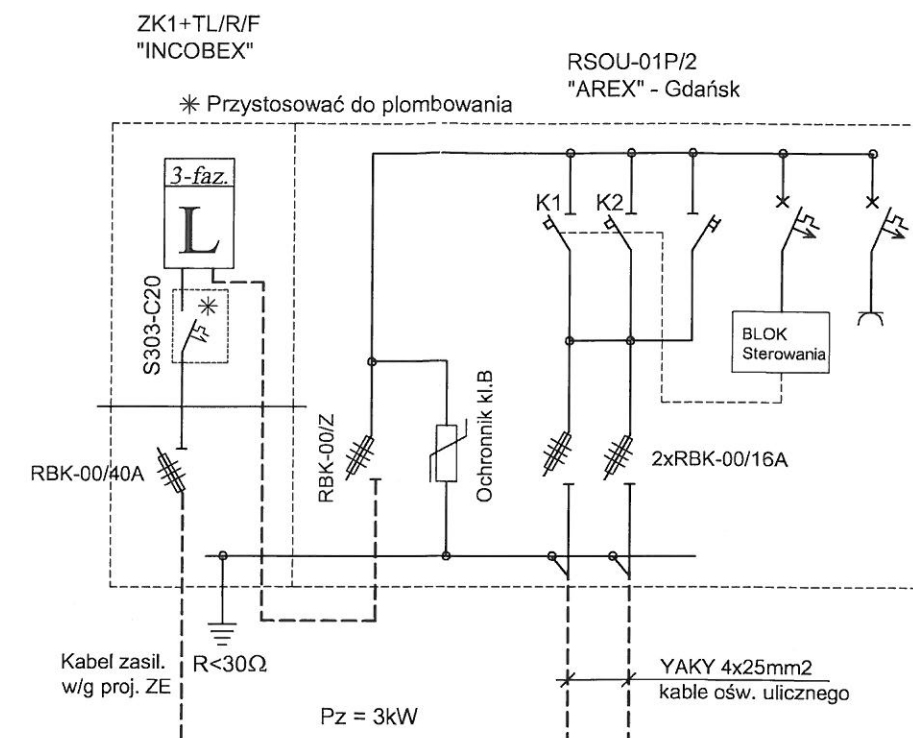 ZK1+TL/R/F
"INCOBEX"
RSOU-01P/2
"AREX" - Gdańsk
✳ Przystosować do plombowania
3-faz.
L
S303-C20
✳
K1
K2
BLOK
Sterowania
RBK-00/40A
RBK-00/Z
Ochronnik kl.B
2xRBK-00/16A
R<30Ω
Kabel zasil.
w/g proj. ZE
YAKY 4x25mm2
kable ośw. ulicznego
Pz = 3kW